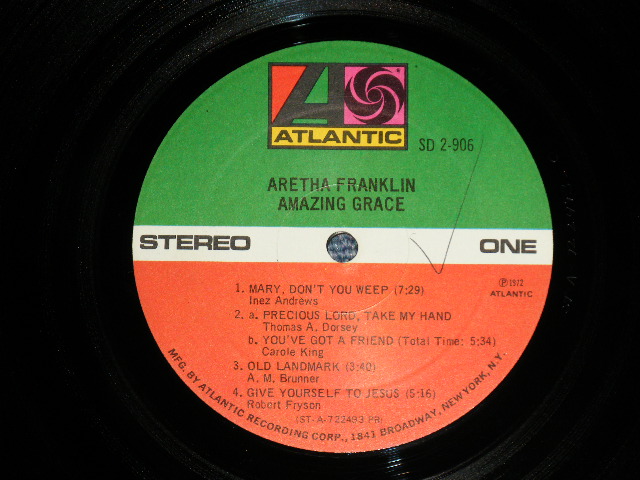 ATLANTIC
SD 2-906
ARETHA FRANKLIN
AMAZING GRACE
STEREO ONE
1. MARY, DON'T YOU WEEP (7:29)
Inez Andrews
℗1972
ATLANTIC
2. a. PRECIOUS LORD, TAKE MY HAND
Thomas A. Dorsey
b. YOU'VE GOT A FRIEND (Total Time: 5:34)
Carole King
3. OLD LANDMARK (3:40)
A. M. Brunner
4. GIVE YOURSELF TO JESUS (5:16)
Robert Fryson
(ST-A-722493 PR)
MFG. BY ATLANTIC RECORDING CORP., 1841 BROADWAY, NEW YORK, N.Y.